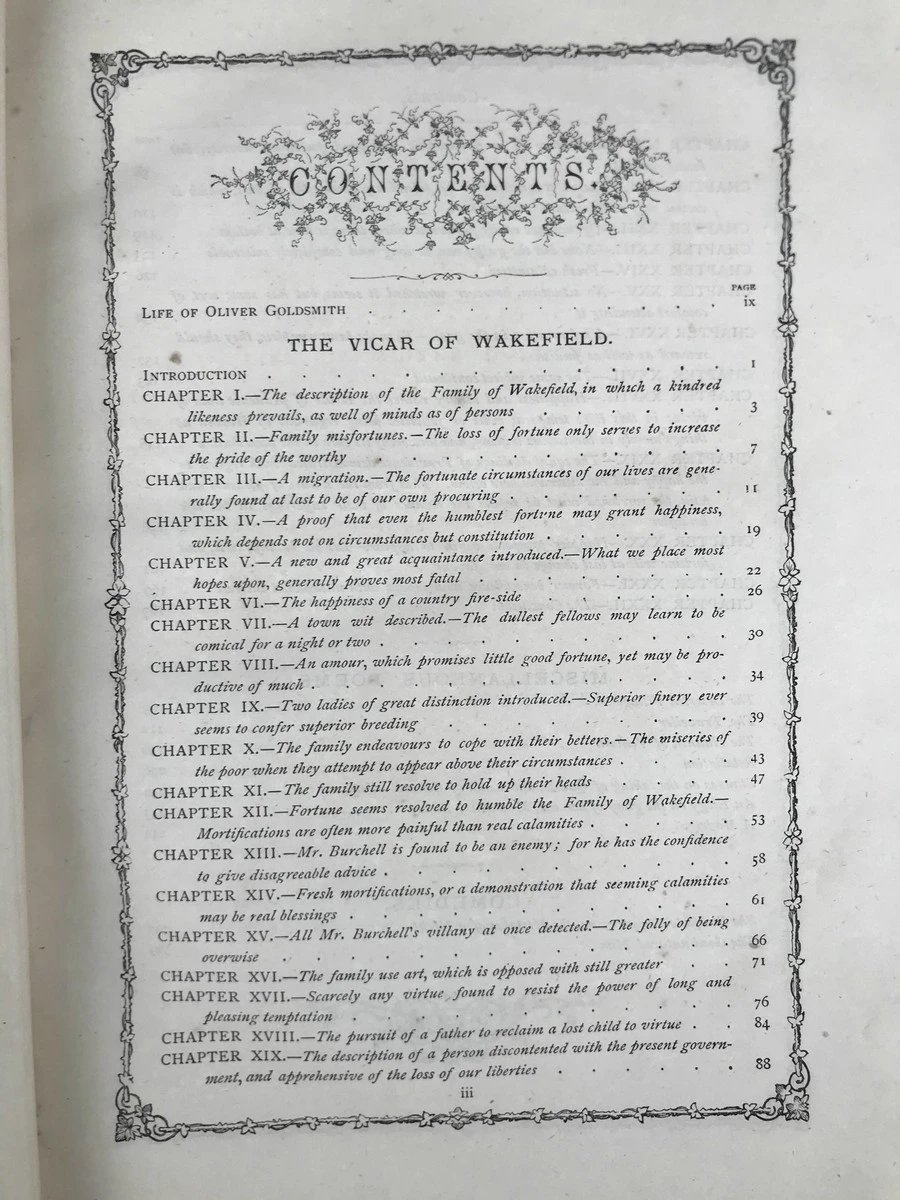 CONTENTS.
PAGE
LIFE OF OLIVER GOLDSMITH . . . . . . . . . . . . ix
THE VICAR OF WAKEFIELD.
INTRODUCTION . . . . . . . . . . . . . . . . . 1
CHAPTER I.—The description of the Family of Wakefield, in which a kindred
likeness prevails, as well of minds as of persons . . . . . . 3
CHAPTER II.—Family misfortunes.—The loss of fortune only serves to increase
the pride of the worthy . . . . . . . . . . . . 7
CHAPTER III.—A migration.—The fortunate circumstances of our lives are gene-
rally found at last to be of our own procuring . . . . . . . 11
CHAPTER IV.—A proof that even the humblest fortune may grant happiness,
which depends not on circumstances but constitution . . . . . 19
CHAPTER V.—A new and great acquaintance introduced.—What we place most
hopes upon, generally proves most fatal . . . . . . . . 22
CHAPTER VI.—The happiness of a country fire-side . . . . . . 26
CHAPTER VII.—A town wit described.—The dullest fellows may learn to be
comical for a night or two . . . . . . . . . . . 30
CHAPTER VIII.—An amour, which promises little good fortune, yet may be pro-
ductive of much . . . . . . . . . . . . . 34
CHAPTER IX.—Two ladies of great distinction introduced.—Superior finery ever
seems to confer superior breeding . . . . . . . . . 39
CHAPTER X.—The family endeavours to cope with their betters.—The miseries of
the poor when they attempt to appear above their circumstances . . . . 43
CHAPTER XI.—The family still resolve to hold up their heads . . . . 47
CHAPTER XII.—Fortune seems resolved to humble the Family of Wakefield.—
Mortifications are often more painful than real calamities . . . . . 53
CHAPTER XIII.—Mr. Burchell is found to be an enemy; for he has the confidence
to give disagreeable advice . . . . . . . . . . . 58
CHAPTER XIV.—Fresh mortifications, or a demonstration that seeming calamities
may be real blessings . . . . . . . . . . . . 61
CHAPTER XV.—All Mr. Burchell's villany at once detected.—The folly of being
overwise . . . . . . . . . . . . . . . 66
CHAPTER XVI.—The family use art, which is opposed with still greater . . 71
CHAPTER XVII.—Scarcely any virtue found to resist the power of long and
pleasing temptation . . . . . . . . . . . . 76
CHAPTER XVIII.—The pursuit of a father to reclaim a lost child to virtue . . 84
CHAPTER XIX.—The description of a person discontented with the present govern-
ment, and apprehensive of the loss of our liberties . . . . . . 88
iii